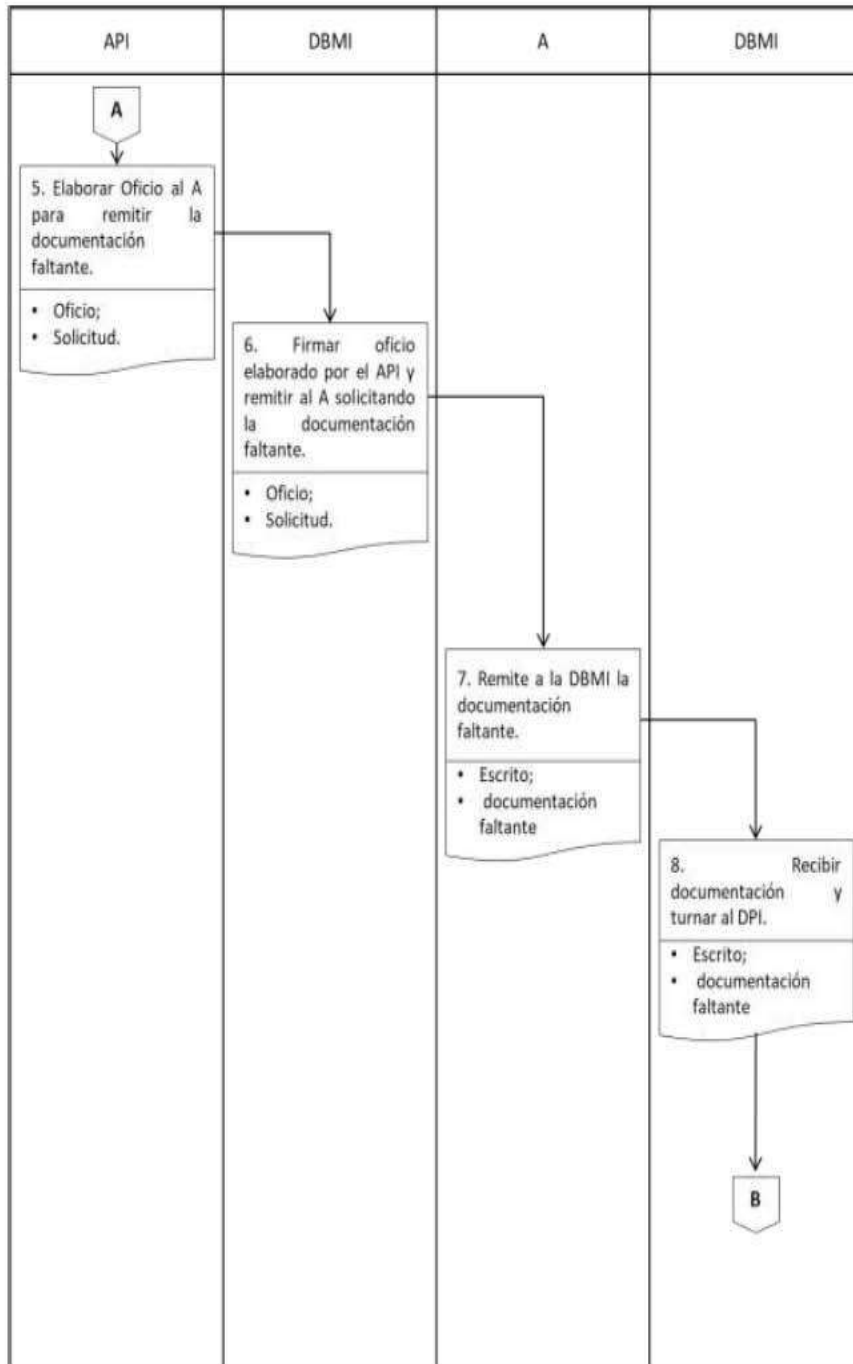 API
DBMI
A
DBMI
A
5. Elaborar Oficio al A
para remitir la
documentación
faltante.
• Oficio;
• Solicitud.
6. Firmar oficio
elaborado por el API y
remitir al A solicitando
la documentación
faltante.
• Oficio;
• Solicitud.
7. Remite a la DBMI la
documentación
faltante.
• Escrito;
• documentación
faltante
8. Recibir
documentación y
turnar al DPI.
• Escrito;
• documentación
faltante
B